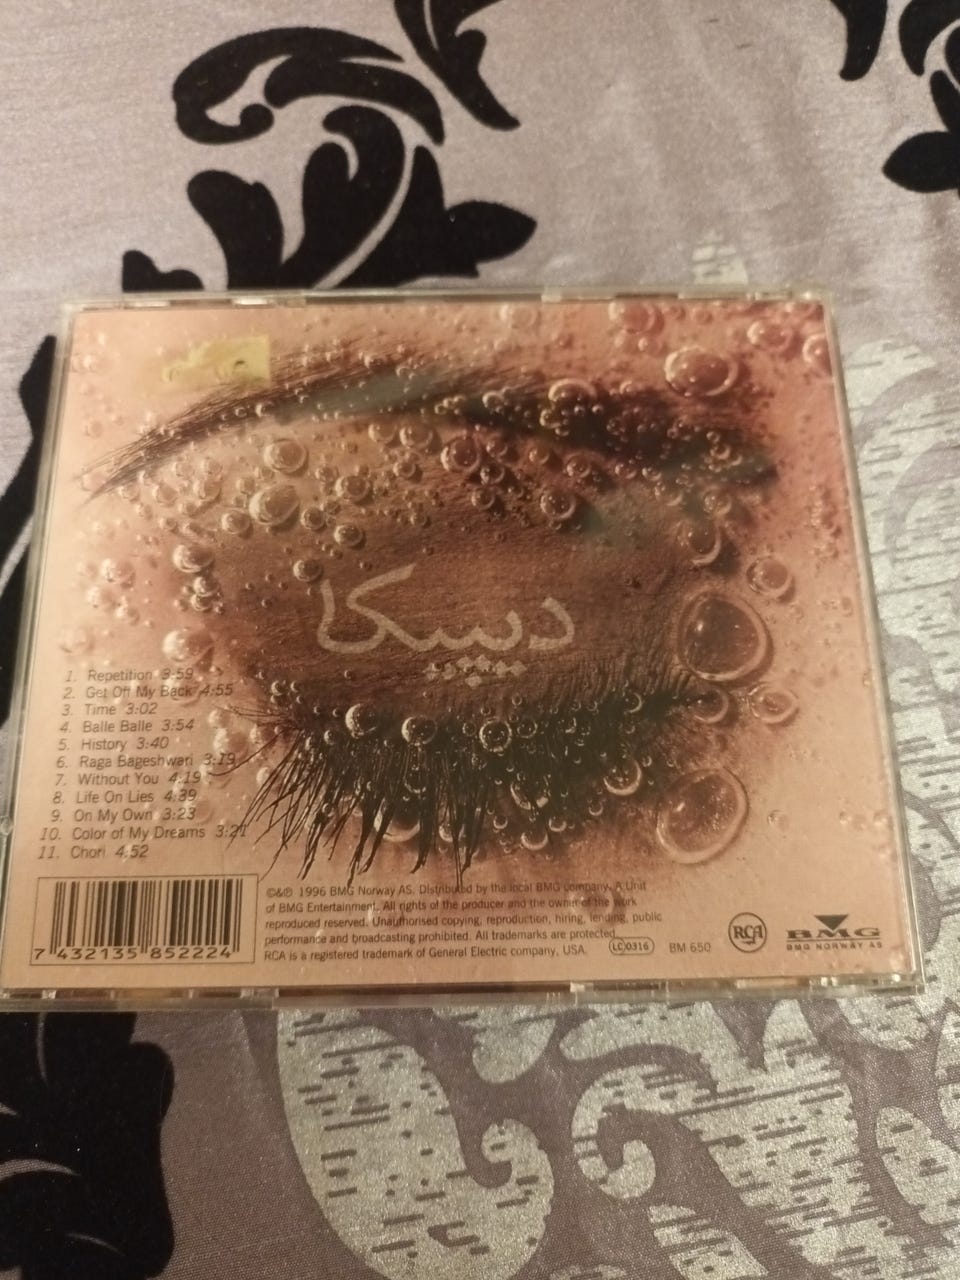 دیپیکا
1. Repetition 3:59
2. Get Off My Back 4:55
3. Time 3:02
4. Balle Balle 3:54
5. History 3:40
6. Raga Bageshwari 3:19
7. Without You 4:19
8. Life On Lies 4:39
9. On My Own 3:23
10. Color of My Dreams 3:21
11. Chori 4:52
©&℗ 1996 BMG Norway AS. Distributed by the local BMG company. A Unit
of BMG Entertainment. All rights of the producer and the owner of the work
reproduced reserved. Unauthorised copying, reproduction, hiring, lending, public
performance and broadcasting prohibited. All trademarks are protected.
RCA is a registered trademark of General Electric company, USA.
LC 0316
BM 650
RCA
BMG
BMG NORWAY AS
7 432135 852224